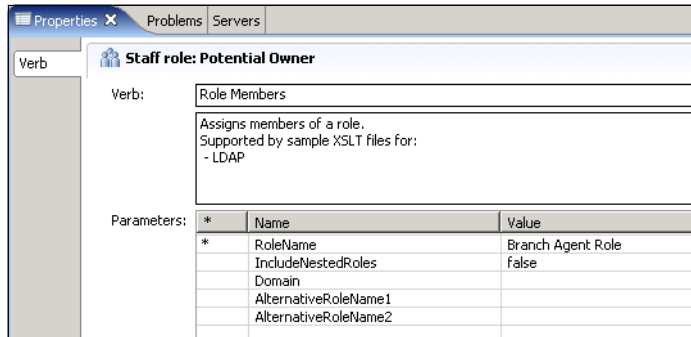 Properties Problems Servers
Verb
Staff role: Potential Owner
Verb: Role Members
Assigns members of a role.
Supported by sample XSLT files for:
- LDAP
Parameters: * Name Value
* RoleName Branch Agent Role
IncludeNestedRoles false
Domain
AlternativeRoleName1
AlternativeRoleName2